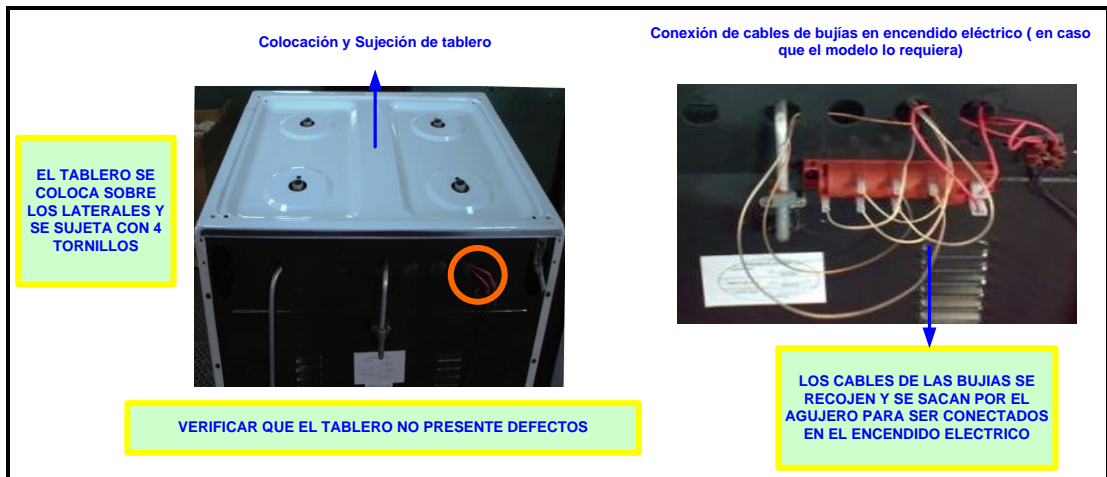 Colocación y Sujeción de tablero
Conexión de cables de bujías en encendido eléctrico ( en caso
que el modelo lo requiera)
EL TABLERO SE
COLOCA SOBRE
LOS LATERALES Y
SE SUJETA CON 4
TORNILLOS
VERIFICAR QUE EL TABLERO NO PRESENTE DEFECTOS
LOS CABLES DE LAS BUJIAS SE
RECOJEN Y SE SACAN POR EL
AGUJERO PARA SER CONECTADOS
EN EL ENCENDIDO ELECTRICO